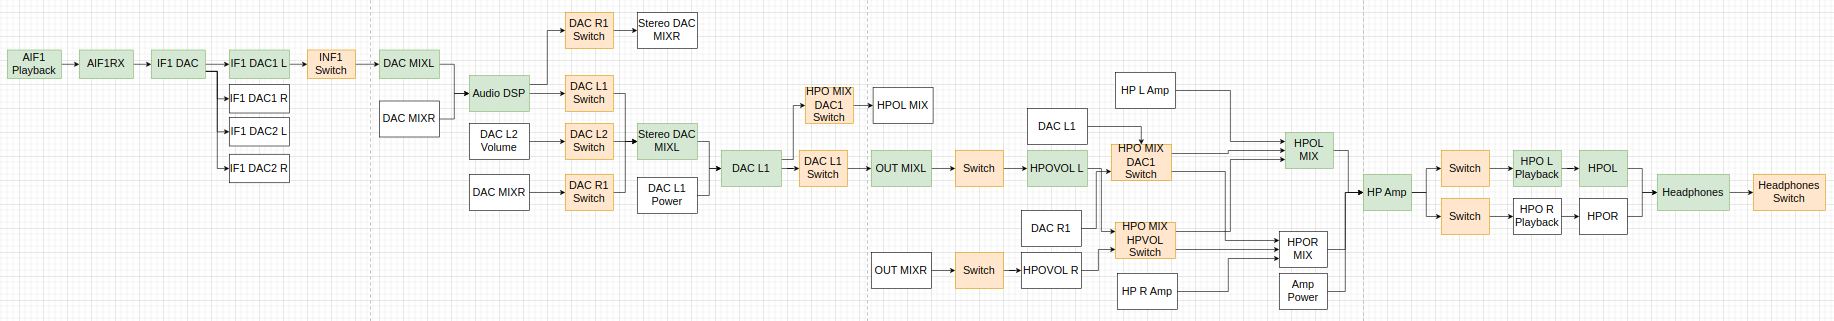 AIF1
Playback
AIF1RX
IF1 DAC
IF1 DAC1 L
IF1 DAC1 R
IF1 DAC2 L
IF1 DAC2 R
INF1
Switch
DAC MIXL
DAC MIXR
Audio DSP
DAC L2
Volume
DAC MIXR
DAC R1
Switch
DAC L1
Switch
DAC L2
Switch
DAC R1
Switch
Stereo DAC
MIXR
Stereo DAC
MIXL
DAC L1
Power
DAC L1
HPO MIX
DAC1
Switch
DAC L1
Switch
HPOL MIX
OUT MIXL
OUT MIXR
Switch
Switch
DAC L1
HPOVOL L
DAC R1
HPOVOL R
HP L Amp
HPO MIX
DAC1
Switch
HPO MIX
HPVOL
Switch
HP R Amp
HPOL
MIX
HPOR
MIX
Amp
Power
HP Amp
Switch
Switch
HPO L
Playback
HPO R
Playback
HPOL
HPOR
Headphones
Headphones
Switch